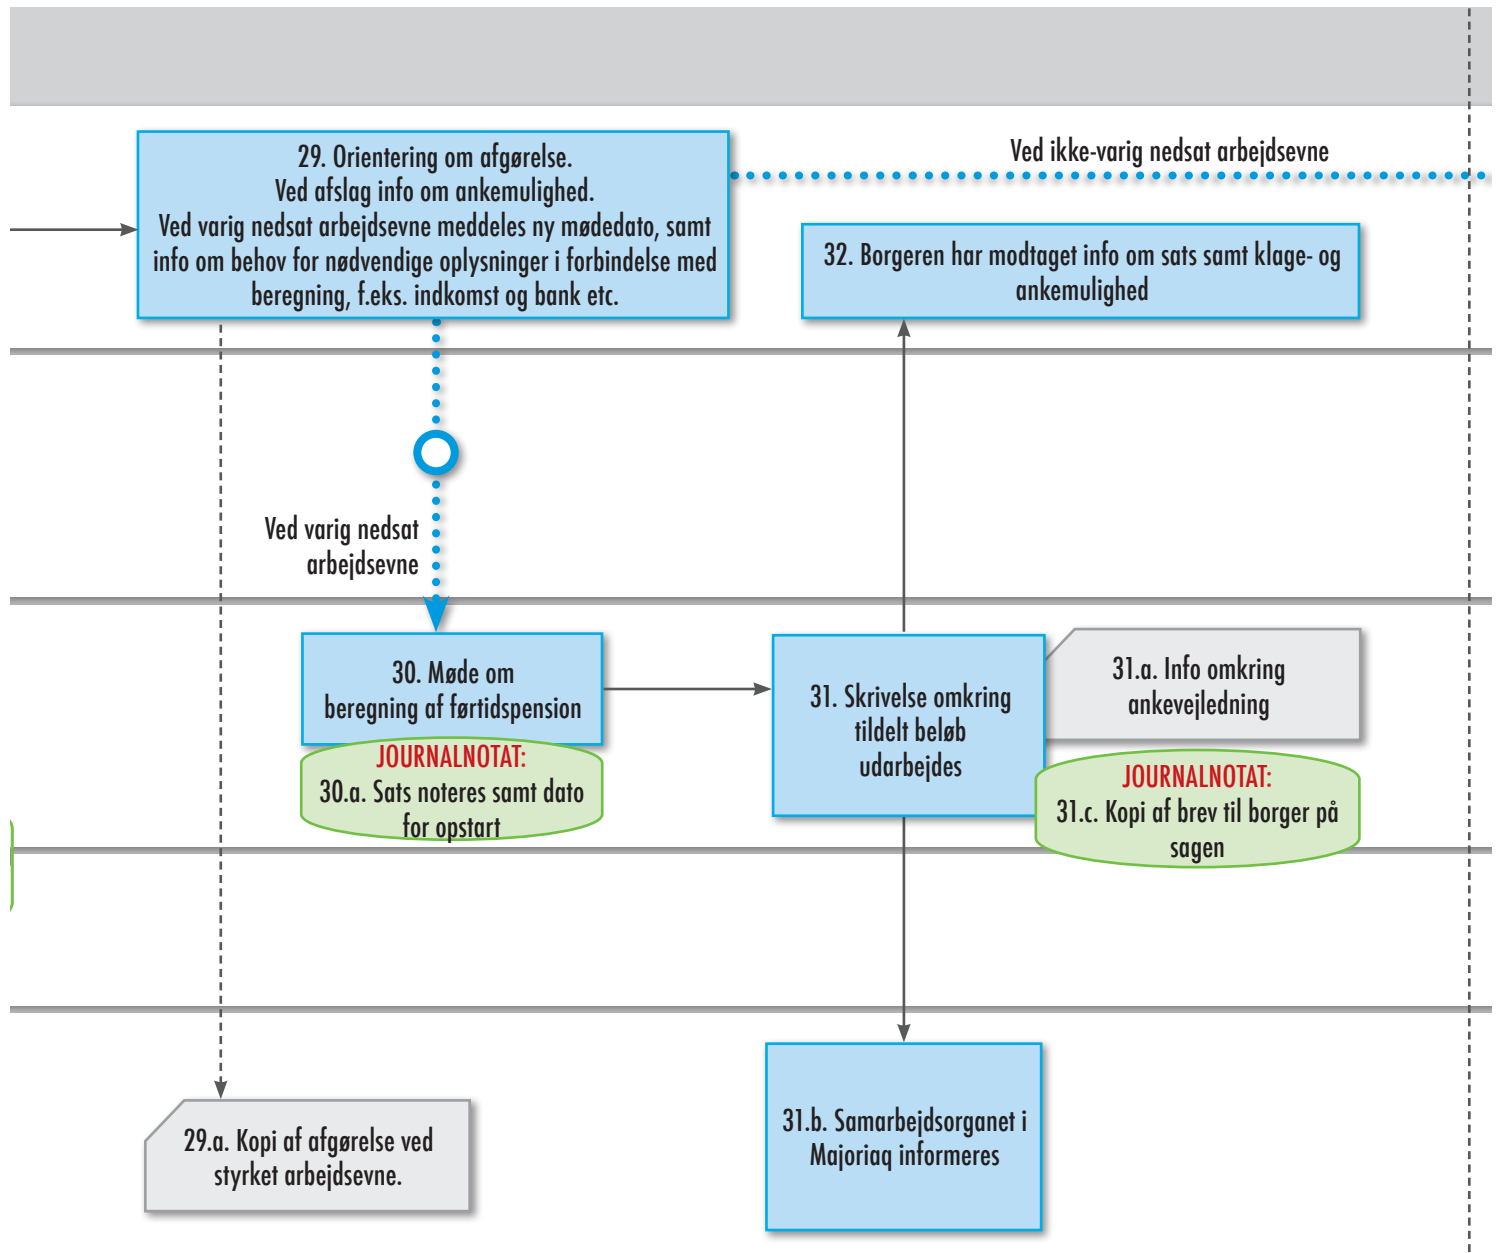 29. Orientering om afgørelse.
Ved afslag info om ankemulighed.
Ved varig nedsat arbejdsevne meddeles ny mødedato, samt
info om behov for nødvendige oplysninger i forbindelse med
beregning, f.eks. indkomst og bank etc.
Ved ikke-varig nedsat arbejdsevne
32. Borgeren har modtaget info om sats samt klage- og
ankemulighed
Ved varig nedsat
arbejdsevne
30. Møde om
beregning af førtidspension
JOURNALNOTAT:
30.a. Sats noteres samt dato
for opstart
31. Skrivelse omkring
tildelt beløb
udarbejdes
31.a. Info omkring
ankevejledning
JOURNALNOTAT:
31.c. Kopi af brev til borger på
sagen
29.a. Kopi af afgørelse ved
styrket arbejdsevne.
31.b. Samarbejdsorganet i
Majoriaq informeres